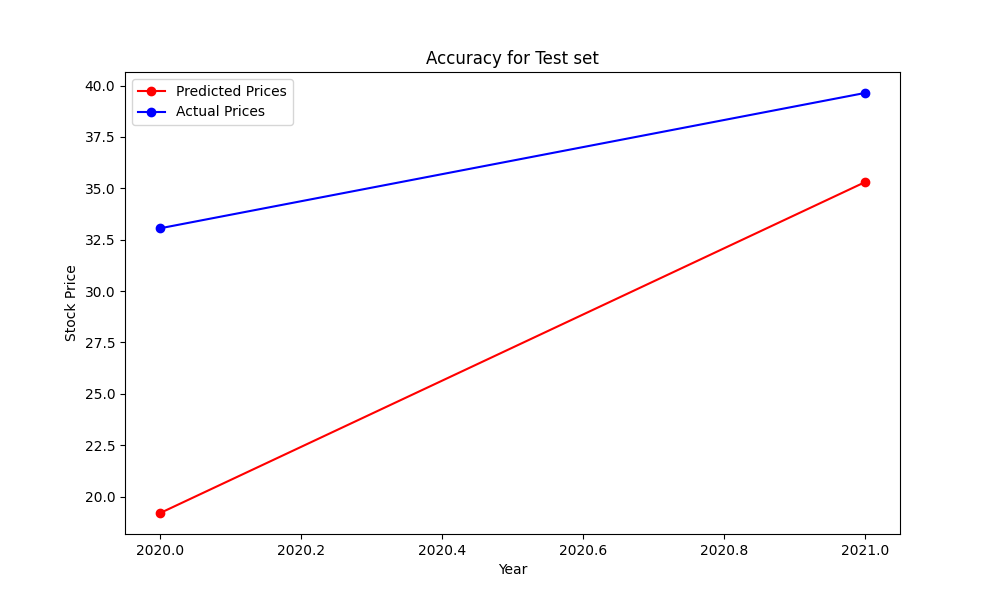 Accuracy for Test set
Predicted Prices
Actual Prices
40.0
37.5
35.0
32.5
30.0
27.5
25.0
22.5
20.0
Stock Price
2020.0 2020.2 2020.4 2020.6 2020.8 2021.0
Year